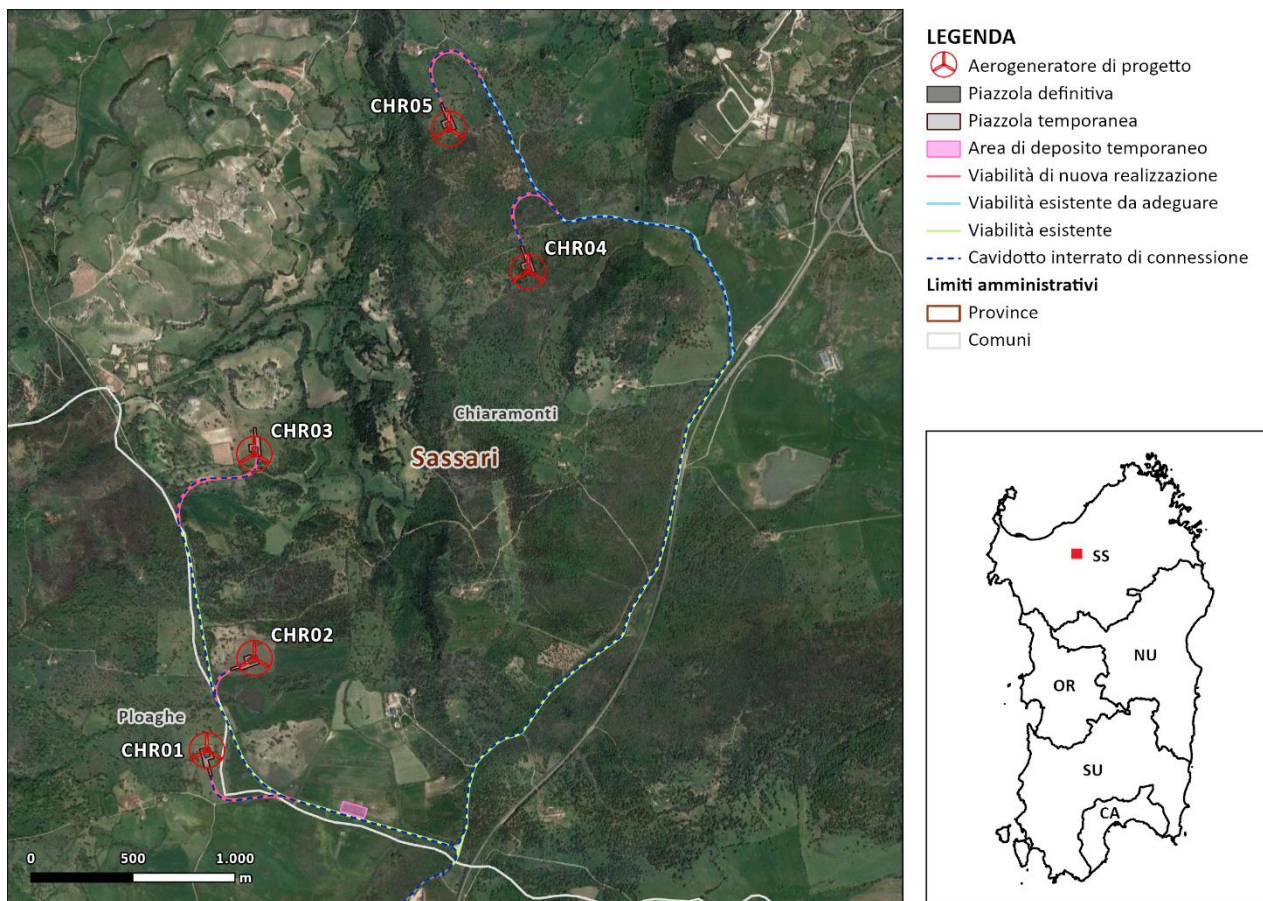 CHR05
CHR04
CHR03
Chiaramonti
Sassari
CHR02
Ploaghe
CHR01
0 500 1.000
m
LEGENDA
Aerogeneratore di progetto
Piazzola definitiva
Piazzola temporanea
Area di deposito temporaneo
Viabilità di nuova realizzazione
Viabilità esistente da adeguare
Viabilità esistente
Cavidotto interrato di connessione
Limiti amministrativi
Province
Comuni
SS
NU
OR
SU
CA